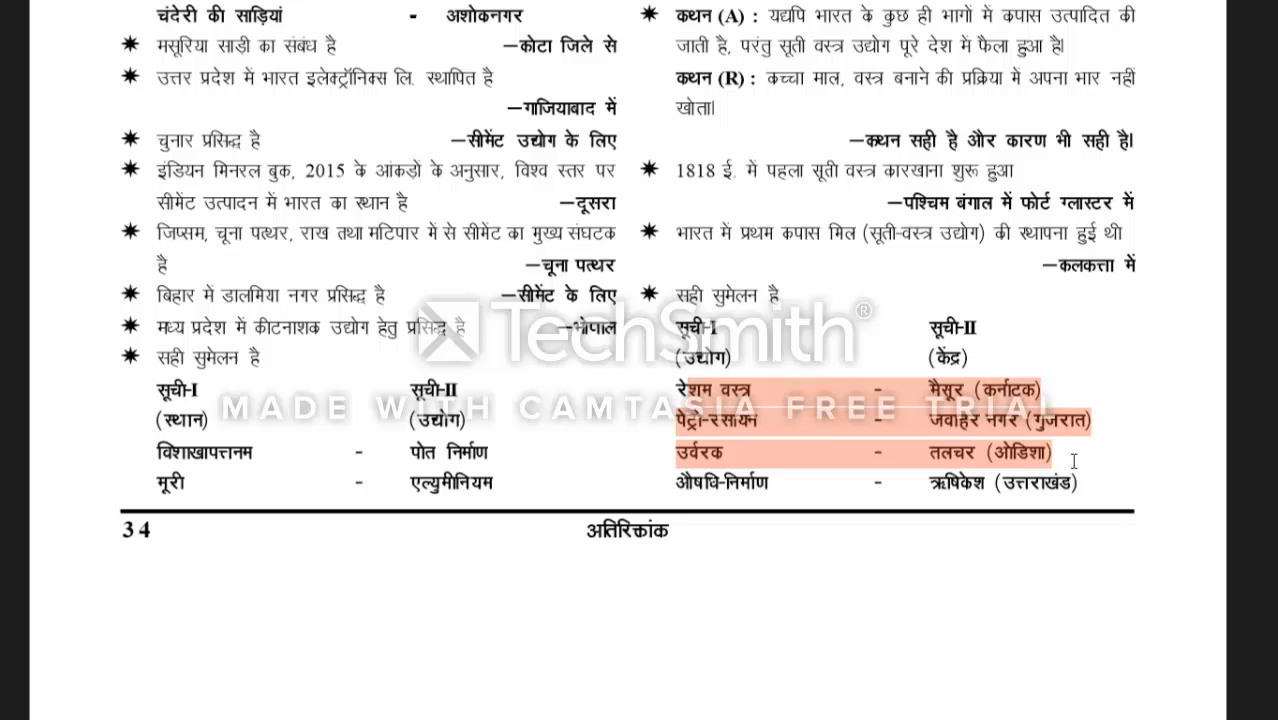 चंदेरी की साड़ियां - अशोकनगर
✶ मसूरिया साड़ी का संबंध है –कोटा जिले से
✶ उत्तर प्रदेश में भारत इलेक्ट्रॉनिक्स लि. स्थापित है
–गाजियाबाद में
✶ चुनार प्रसिद्ध है –सीमेंट उद्योग के लिए
✶ इंडियन मिनरल बुक, 2015 के आंकड़ों के अनुसार, विश्व स्तर पर
सीमेंट उत्पादन में भारत का स्थान है –दूसरा
✶ जिप्सम, चूना पत्थर, राख तथा मटिपार में से सीमेंट का मुख्य संघटक
है –चूना पत्थर
✶ बिहार में डालमिया नगर प्रसिद्ध है –सीमेंट के लिए
✶ मध्य प्रदेश में कीटनाशक उद्योग हेतु प्रसिद्ध है –भोपाल
✶ सही सुमेलन है
सूची-I सूची-II
(स्थान) (उद्योग)
विशाखापत्तनम - पोत निर्माण
मूरी - एल्युमीनियम
✶ कथन (A) : यद्यपि भारत के कुछ ही भागों में कपास उत्पादित की
जाती है, परंतु सूती वस्त्र उद्योग पूरे देश में फैला हुआ है।
कथन (R) : कच्चा माल, वस्त्र बनाने की प्रक्रिया में अपना भार नहीं
खोता।
–कथन सही है और कारण भी सही है।
✶ 1818 ई. में पहला सूती वस्त्र कारखाना शुरू हुआ
–पश्चिम बंगाल में फोर्ट ग्लास्टर में
✶ भारत में प्रथम कपास मिल (सूती-वस्त्र उद्योग) की स्थापना हुई थी
–कलकत्ता में
✶ सही सुमेलन है
सूची-I सूची-II
(उद्योग) (केंद्र)
रेशम वस्त्र - मैसूर (कर्नाटक)
पेट्रो-रसायन - जवाहर नगर (गुजरात)
उर्वरक - तलचर (ओडिशा)
औषधि-निर्माण - ऋषिकेश (उत्तराखंड)
34 अतिरिक्तांक
TechSmith®
MADE WITH CAMTASIA FREE TRIAL